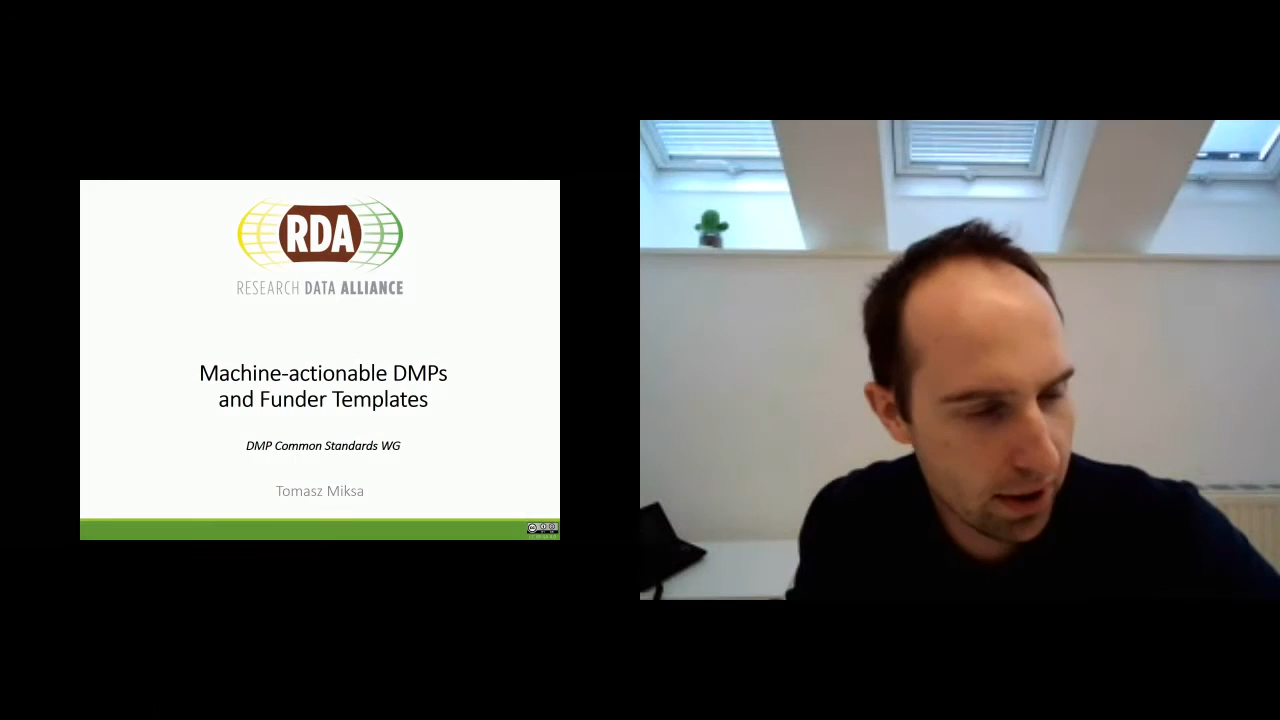 RDA
RESEARCH DATA ALLIANCE
Machine-actionable DMPs
and Funder Templates
DMP Common Standards WG
Tomasz Miksa